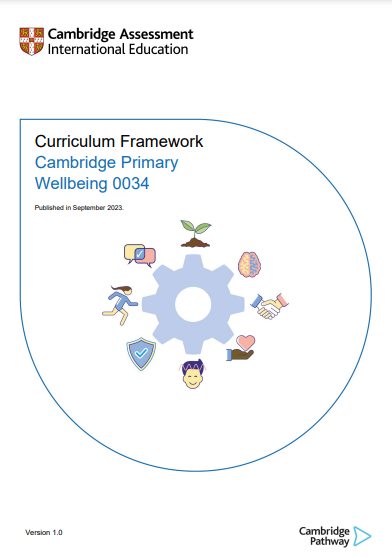 Cambridge Assessment
International Education
Curriculum Framework
Cambridge Primary
Wellbeing 0034
Published in September 2023.
Version 1.0
Cambridge
Pathway